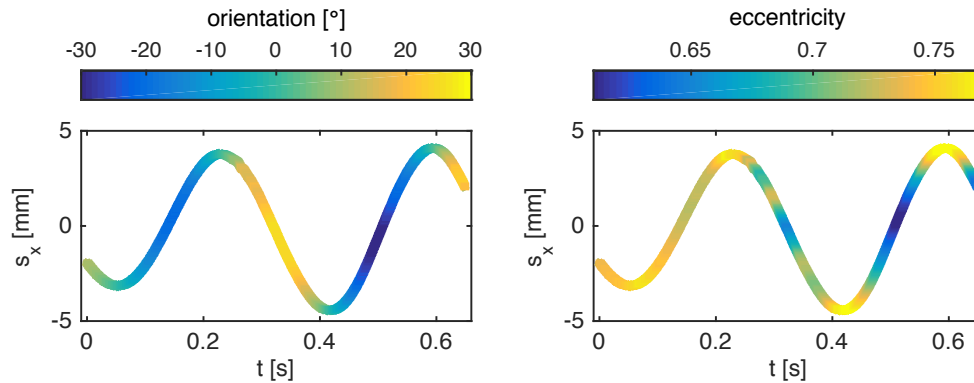 orientation [°]
-30 -20 -10 0 10 20 30
5
0
-5
s_x [mm]
0 0.2 0.4 0.6
t [s]
eccentricity
0.65 0.7 0.75
5
0
-5
s_x [mm]
0 0.2 0.4 0.6
t [s]